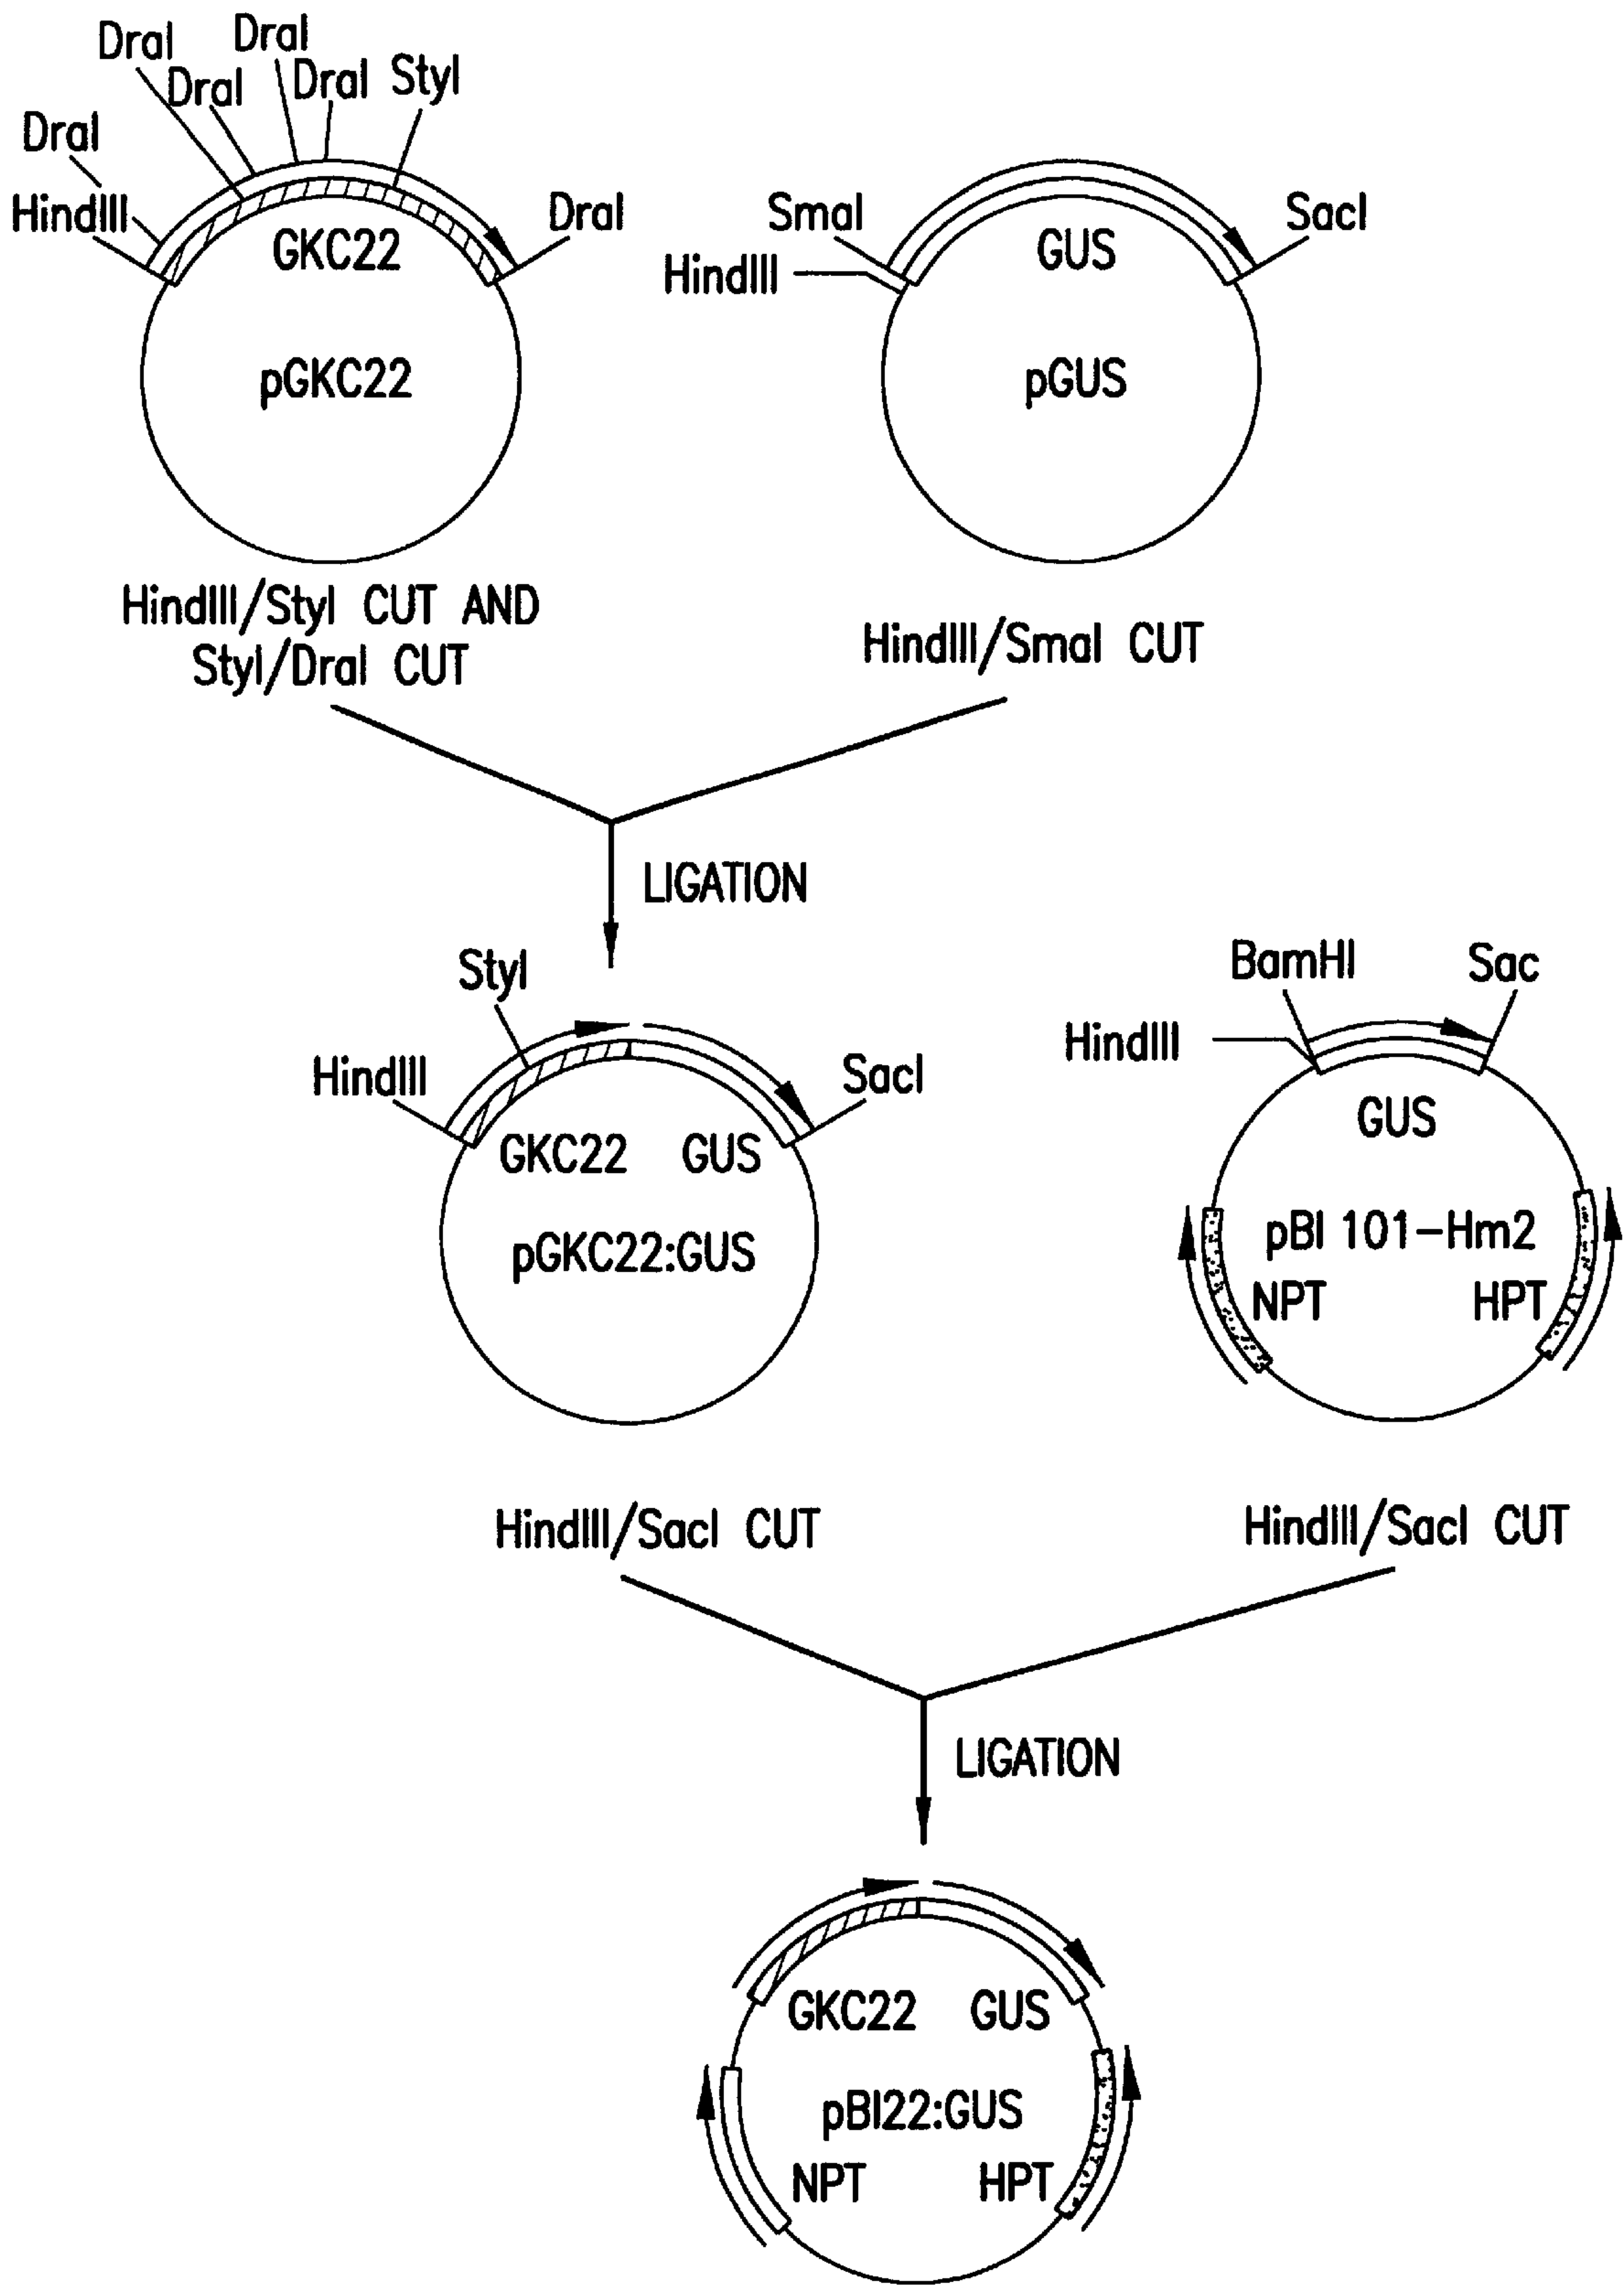 DraI
DraI
DraI
DraI
StyI
DraI
HindIII
DraI
GKC22
pGKC22
SmaI
HindIII
SacI
GUS
pGUS
HindIII/StyI CUT AND
StyI/DraI CUT
HindIII/SmaI CUT
LIGATION
StyI
HindIII
SacI
GKC22 GUS
pGKC22:GUS
BamHI
Sac
HindIII
GUS
pBI 101-Hm2
NPT HPT
HindIII/SacI CUT
HindIII/SacI CUT
LIGATION
GKC22 GUS
pBI22:GUS
NPT HPT